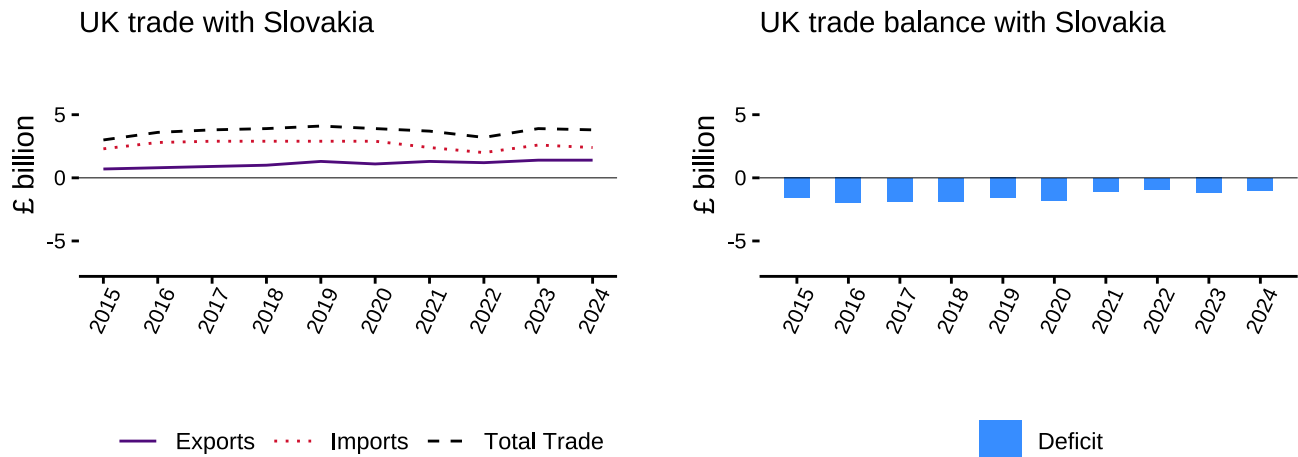 UK trade with Slovakia
£ billion
5
0
-5
2015 2016 2017 2018 2019 2020 2021 2022 2023 2024
Exports Imports Total Trade
UK trade balance with Slovakia
£ billion
5
0
-5
2015 2016 2017 2018 2019 2020 2021 2022 2023 2024
Deficit